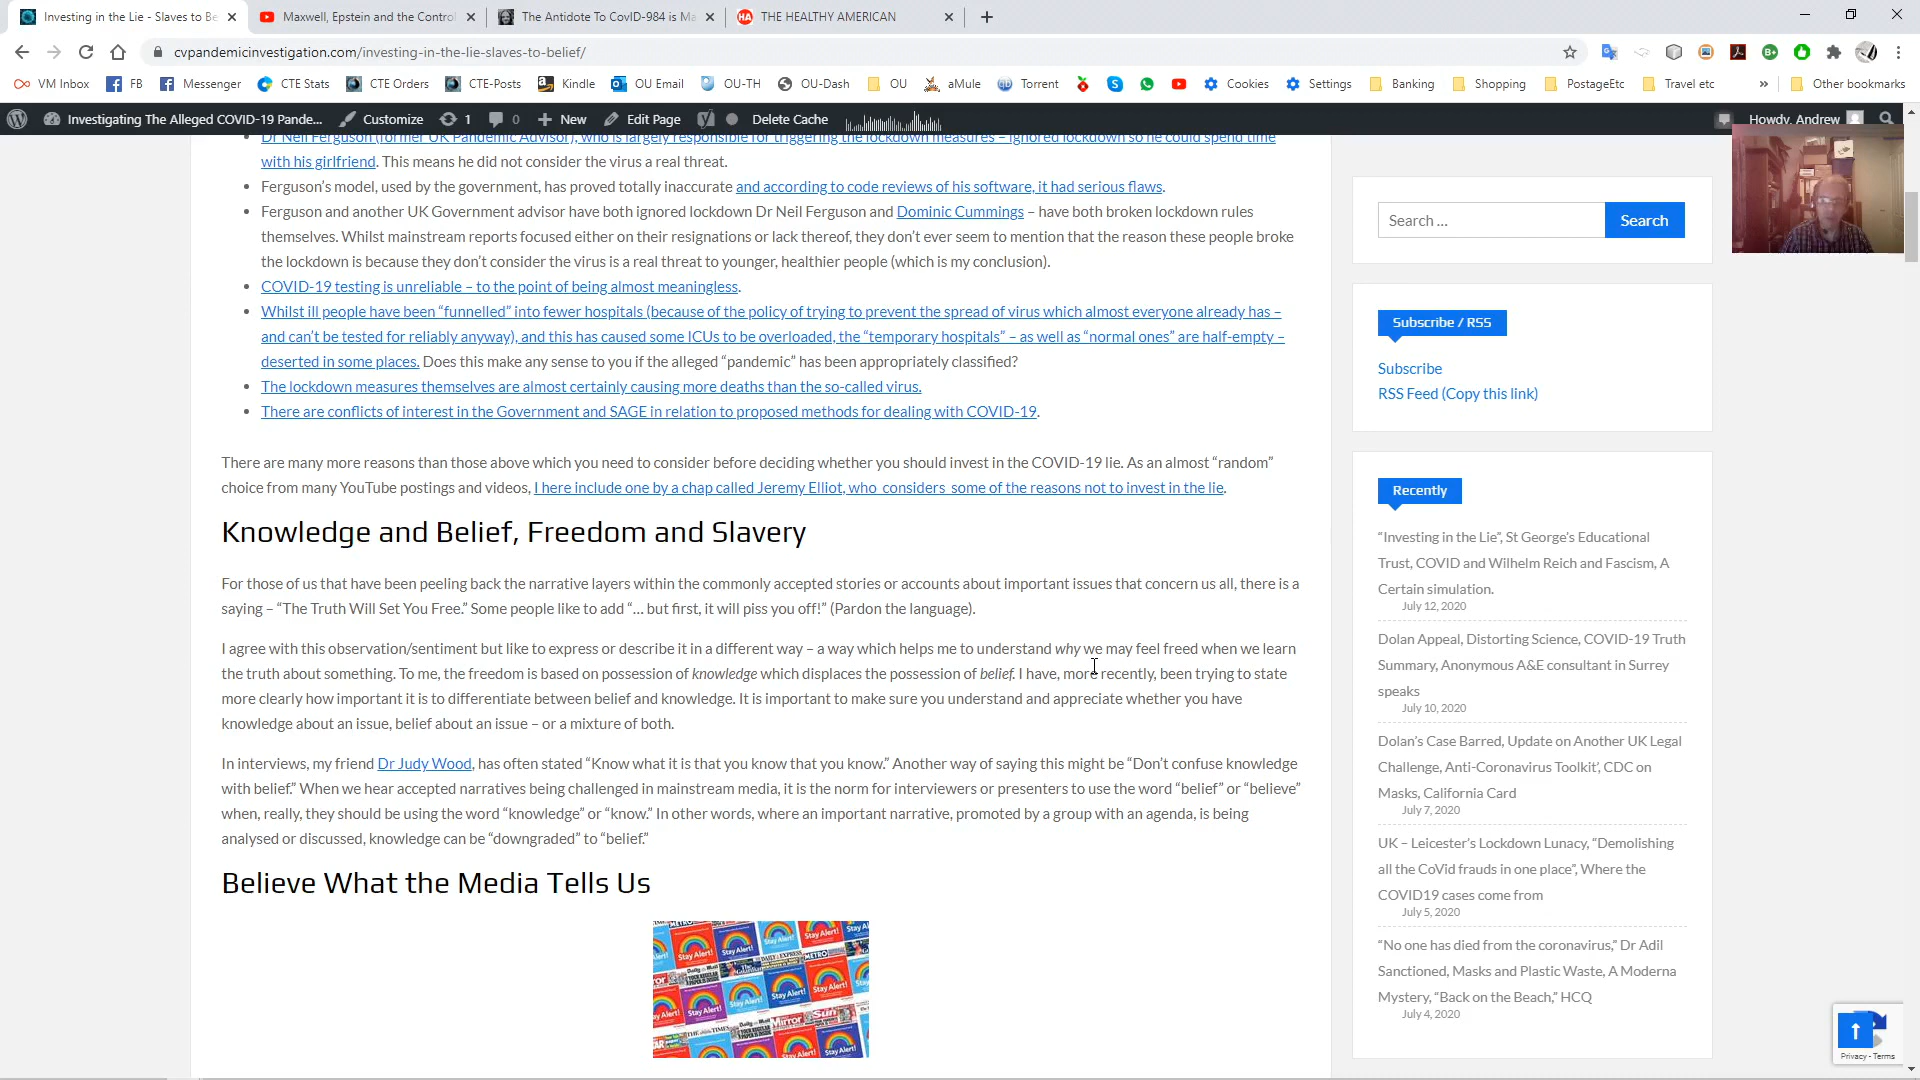 Investing in the Lie - Slaves to Be
Maxwell, Epstein and the Control
The Antidote To CovID-984 is Ma
THE HEALTHY AMERICAN
cvpandemicinvestigation.com/investing-in-the-lie-slaves-to-belief/
VM Inbox FB Messenger CTE Stats CTE Orders CTE-Posts Kindle OU Email OU-TH OU-Dash OU aMule Torrent Cookies Settings Banking Shopping PostageEtc Travel etc » Other bookmarks
Investigating The Alleged COVID-19 Pande... Customize 1 0 New Edit Page Delete Cache Howdy, Andrew
Dr Neil Ferguson (former UK Pandemic Advisor), who is largely responsible for triggering the lockdown measures – ignored lockdown so he could spend time
with his girlfriend. This means he did not consider the virus a real threat.
Ferguson's model, used by the government, has proved totally inaccurate and according to code reviews of his software, it had serious flaws.
Ferguson and another UK Government advisor have both ignored lockdown Dr Neil Ferguson and Dominic Cummings – have both broken lockdown rules
themselves. Whilst mainstream reports focused either on their resignations or lack thereof, they don't ever seem to mention that the reason these people broke
the lockdown is because they don't consider the virus is a real threat to younger, healthier people (which is my conclusion).
COVID-19 testing is unreliable – to the point of being almost meaningless.
Whilst ill people have been "funnelled" into fewer hospitals (because of the policy of trying to prevent the spread of virus which almost everyone already has –
and can't be tested for reliably anyway), and this has caused some ICUs to be overloaded, the "temporary hospitals" – as well as "normal ones" are half-empty –
deserted in some places. Does this make any sense to you if the alleged "pandemic" has been appropriately classified?
The lockdown measures themselves are almost certainly causing more deaths than the so-called virus.
There are conflicts of interest in the Government and SAGE in relation to proposed methods for dealing with COVID-19.
There are many more reasons than those above which you need to consider before deciding whether you should invest in the COVID-19 lie. As an almost "random"
choice from many YouTube postings and videos, I here include one by a chap called Jeremy Elliot, who considers some of the reasons not to invest in the lie.
Knowledge and Belief, Freedom and Slavery
For those of us that have been peeling back the narrative layers within the commonly accepted stories or accounts about important issues that concern us all, there is a
saying – "The Truth Will Set You Free." Some people like to add "… but first, it will piss you off!" (Pardon the language).
I agree with this observation/sentiment but like to express or describe it in a different way – a way which helps me to understand why we may feel freed when we learn
the truth about something. To me, the freedom is based on possession of knowledge which displaces the possession of belief. I have, more recently, been trying to state
more clearly how important it is to differentiate between belief and knowledge. It is important to make sure you understand and appreciate whether you have
knowledge about an issue, belief about an issue – or a mixture of both.
In interviews, my friend Dr Judy Wood, has often stated "Know what it is that you know that you know." Another way of saying this might be "Don't confuse knowledge
with belief." When we hear accepted narratives being challenged in mainstream media, it is the norm for interviewers or presenters to use the word "belief" or "believe"
when, really, they should be using the word "knowledge" or "know." In other words, where an important narrative, promoted by a group with an agenda, is being
analysed or discussed, knowledge can be "downgraded" to "belief."
Believe What the Media Tells Us
Stay Alert!
Search ... Search
Subscribe / RSS
Subscribe
RSS Feed (Copy this link)
Recently
"Investing in the Lie", St George's Educational
Trust, COVID and Wilhelm Reich and Fascism, A
Certain simulation.
July 12, 2020
Dolan Appeal, Distorting Science, COVID-19 Truth
Summary, Anonymous A&E consultant in Surrey
speaks
July 10, 2020
Dolan's Case Barred, Update on Another UK Legal
Challenge, Anti-Coronavirus Toolkit', CDC on
Masks, California Card
July 7, 2020
UK – Leicester's Lockdown Lunacy, "Demolishing
all the CoVid frauds in one place", Where the
COVID19 cases come from
July 5, 2020
"No one has died from the coronavirus," Dr Adil
Sanctioned, Masks and Plastic Waste, A Moderna
Mystery, "Back on the Beach," HCQ
July 4, 2020
Privacy - Terms